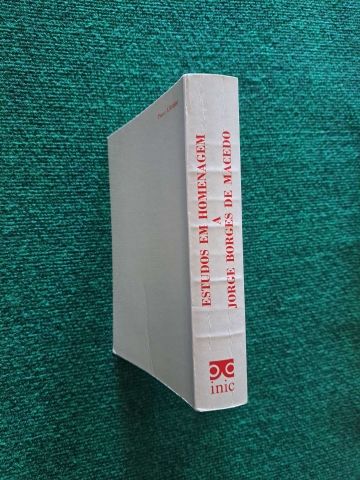 ESTUDOS EM HOMENAGEM
A
JORGE BORGES DE MACEDO
inic